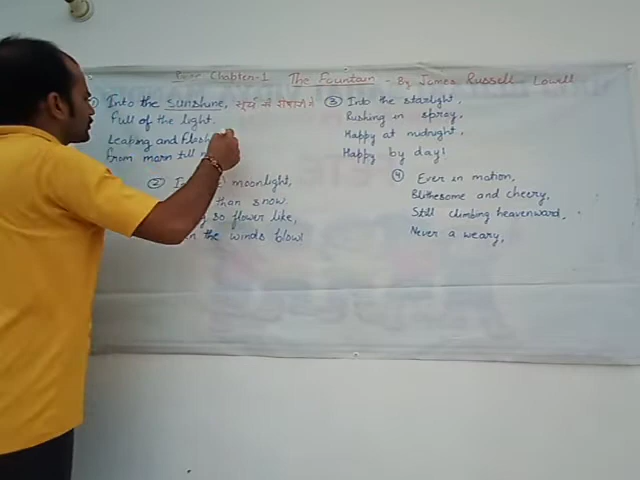 Poem Chapter-1 The Fountain - By James Russell Lowell
① Into the sunshine, सूर्य की रोशनी में
Full of the light.
Leaping and Flash
From morn till
② moonlight,
than snow.
so flower like,
the winds blow!
③ Into the starlight,
Rushing in spray,
Happy at midnight,
Happy by day!
④ Ever in motion,
Blithesome and cheery,
Still climbing heavenward,
Never a weary,